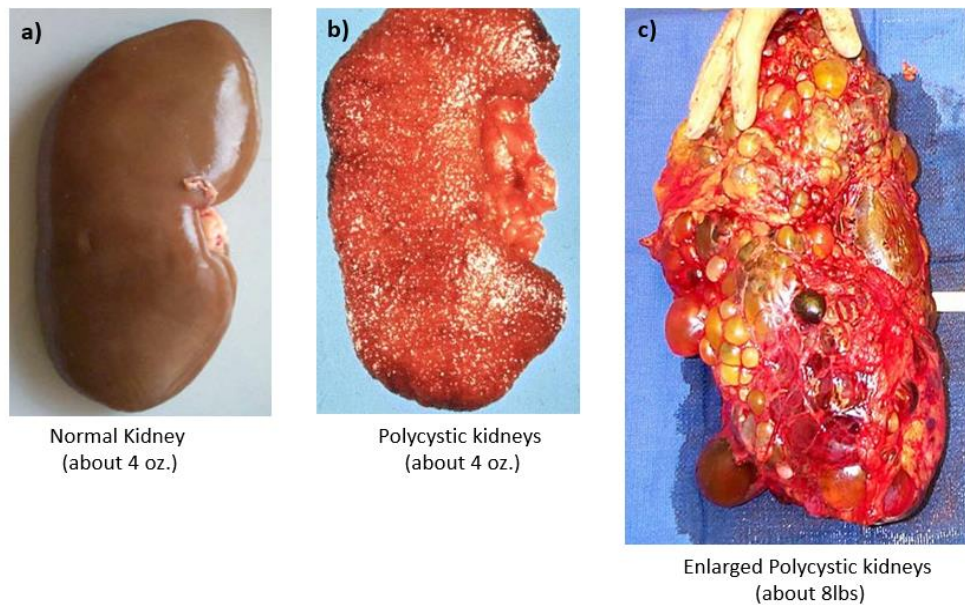 a)
b)
c)
Normal Kidney
(about 4 oz.)
Polycystic kidneys
(about 4 oz.)
Enlarged Polycystic kidneys
(about 8lbs)